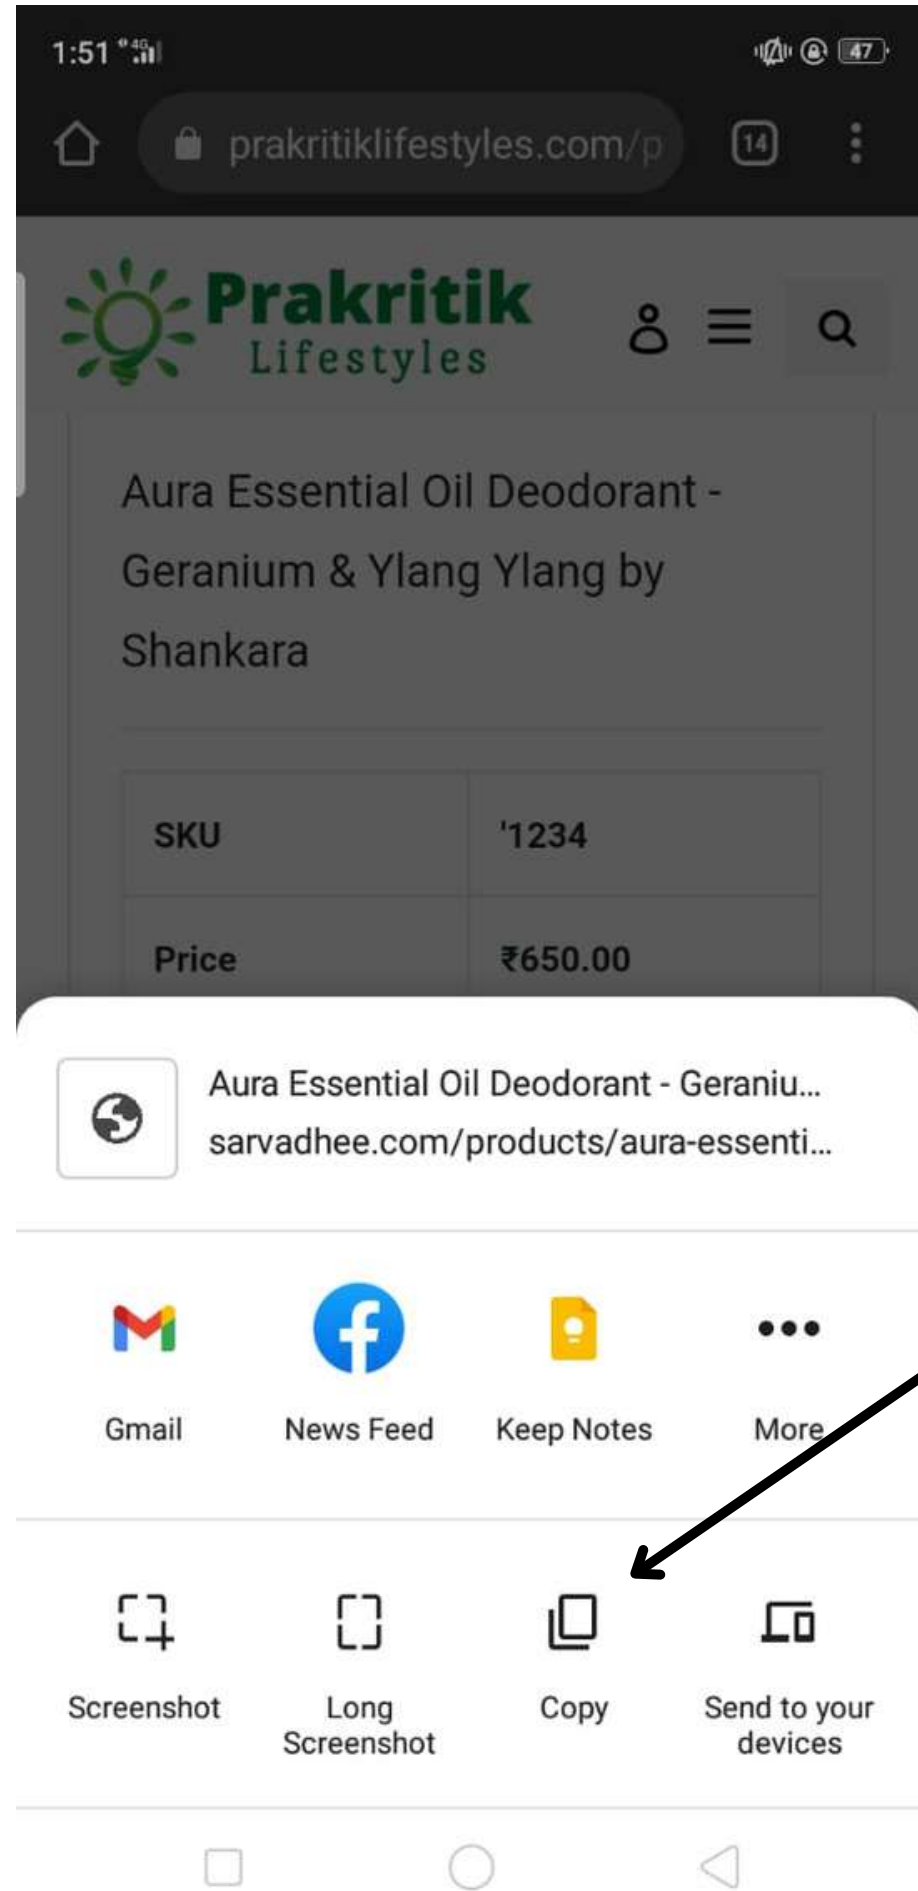 1:51 4G 47
prakritiklifestyles.com/p 14
Prakritik
Lifestyles
Aura Essential Oil Deodorant -
Geranium & Ylang Ylang by
Shankara
SKU '1234
Price ₹650.00
Aura Essential Oil Deodorant - Geraniu...
sarvadhee.com/products/aura-essenti...
Gmail News Feed Keep Notes More
Screenshot Long Screenshot Copy Send to your devices